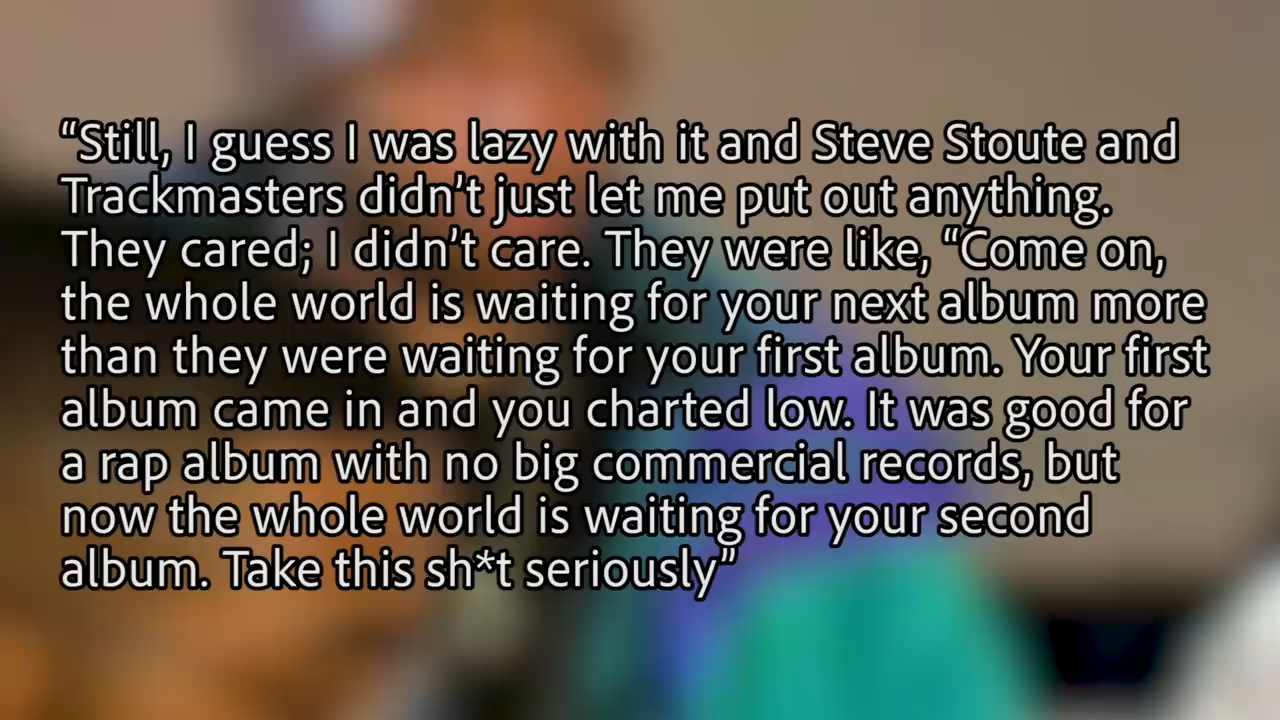 “Still, I guess I was lazy with it and Steve Stoute and
Trackmasters didn’t just let me put out anything.
They cared; I didn’t care. They were like, “Come on,
the whole world is waiting for your next album more
than they were waiting for your first album. Your first
album came in and you charted low. It was good for
a rap album with no big commercial records, but
now the whole world is waiting for your second
album. Take this sh*t seriously”